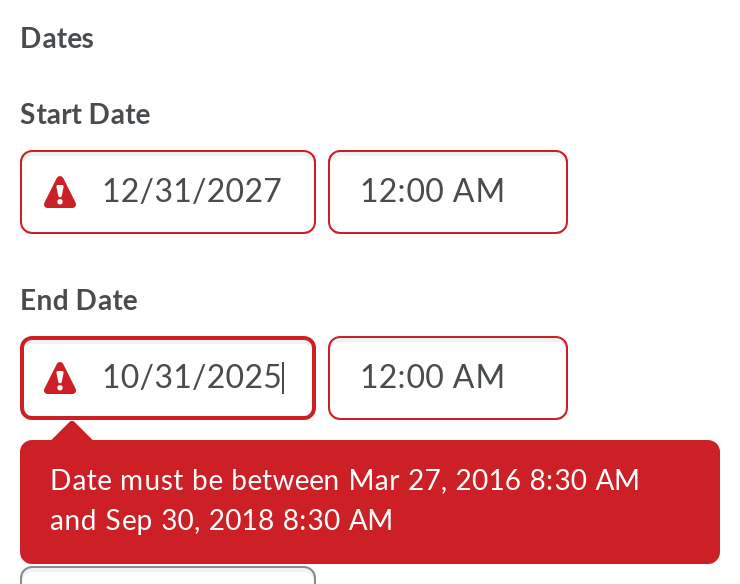 Dates
Start Date
12/31/2027 12:00 AM
End Date
10/31/2025 12:00 AM
Date must be between Mar 27, 2016 8:30 AM
and Sep 30, 2018 8:30 AM